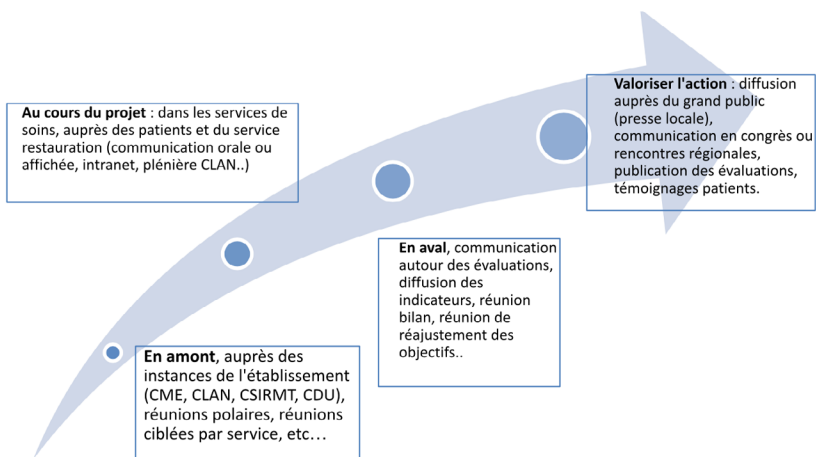 Au cours du projet : dans les services de
soins, auprès des patients et du service
restauration (communication orale ou
affichée, intranet, plénière CLAN..)
Valoriser l'action : diffusion
auprès du grand public
(presse locale),
communication en congrès ou
rencontres régionales,
publication des évaluations,
témoignages patients.
En aval, communication
autour des évaluations,
diffusion des
indicateurs, réunion
bilan, réunion de
réajustement des
objectifs..
En amont, auprès des
instances de l'établissement
(CME, CLAN, CSIRMT, CDU),
réunions polaires, réunions
ciblées par service, etc…